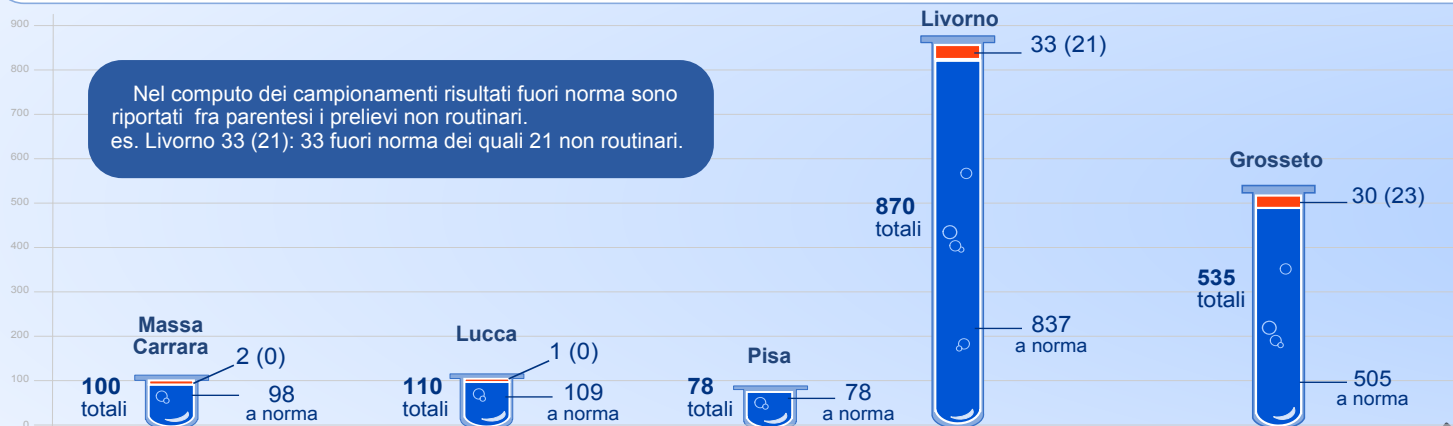 900
800
700
600
500
400
300
200
100
0
Nel computo dei campionamenti risultati fuori norma sono
riportati fra parentesi i prelievi non routinari.
es. Livorno 33 (21): 33 fuori norma dei quali 21 non routinari.
Massa
Carrara
2 (0)
100
totali
98
a norma
Lucca
1 (0)
110
totali
109
a norma
Pisa
78
totali
78
a norma
Livorno
33 (21)
870
totali
837
a norma
Grosseto
30 (23)
535
totali
505
a norma